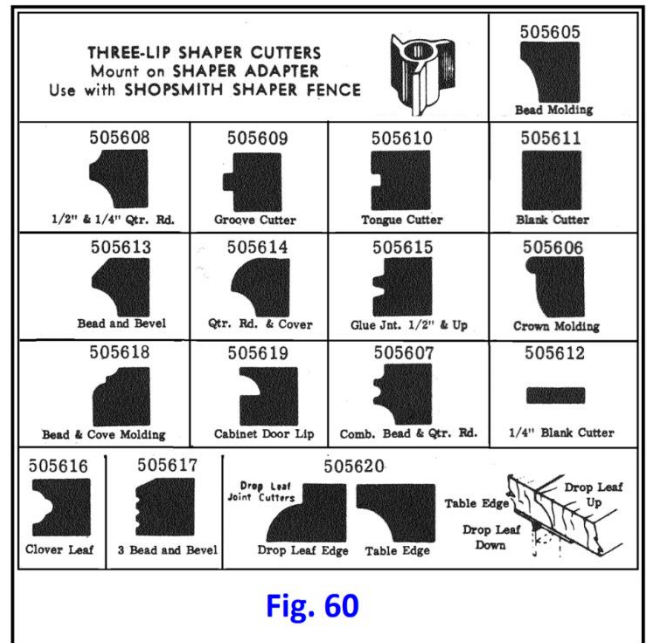 THREE-LIP SHAPER CUTTERS
Mount on SHAPER ADAPTER
Use with SHOPSMITH SHAPER FENCE
505605
Bead Molding
505608
1/2" & 1/4" Qtr. Rd.
505609
Groove Cutter
505610
Tongue Cutter
505611
Blank Cutter
505613
Bead and Bevel
505614
Qtr. Rd. & Cover
505615
Glue Jnt. 1/2" & Up
505606
Crown Molding
505618
Bead & Cove Molding
505619
Cabinet Door Lip
505607
Comb. Bead & Qtr. Rd.
505612
1/4" Blank Cutter
505616
Clover Leaf
505617
3 Bead and Bevel
505620
Drop Leaf
Joint Cutters
Drop Leaf Edge
Table Edge
Table Edge
Drop Leaf
Up
Drop Leaf
Down
Fig. 60